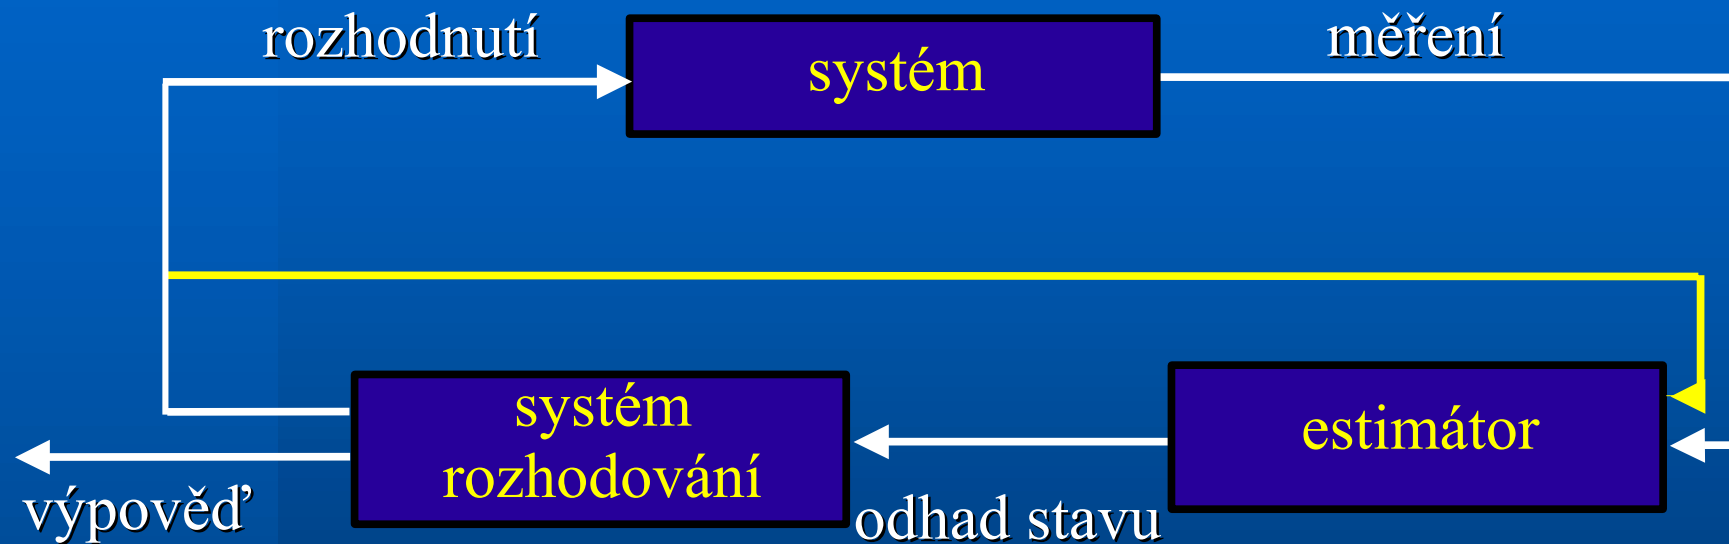 rozhodnutí
systém
měření
systém
rozhodování
estimátor
výpověď
odhad stavu